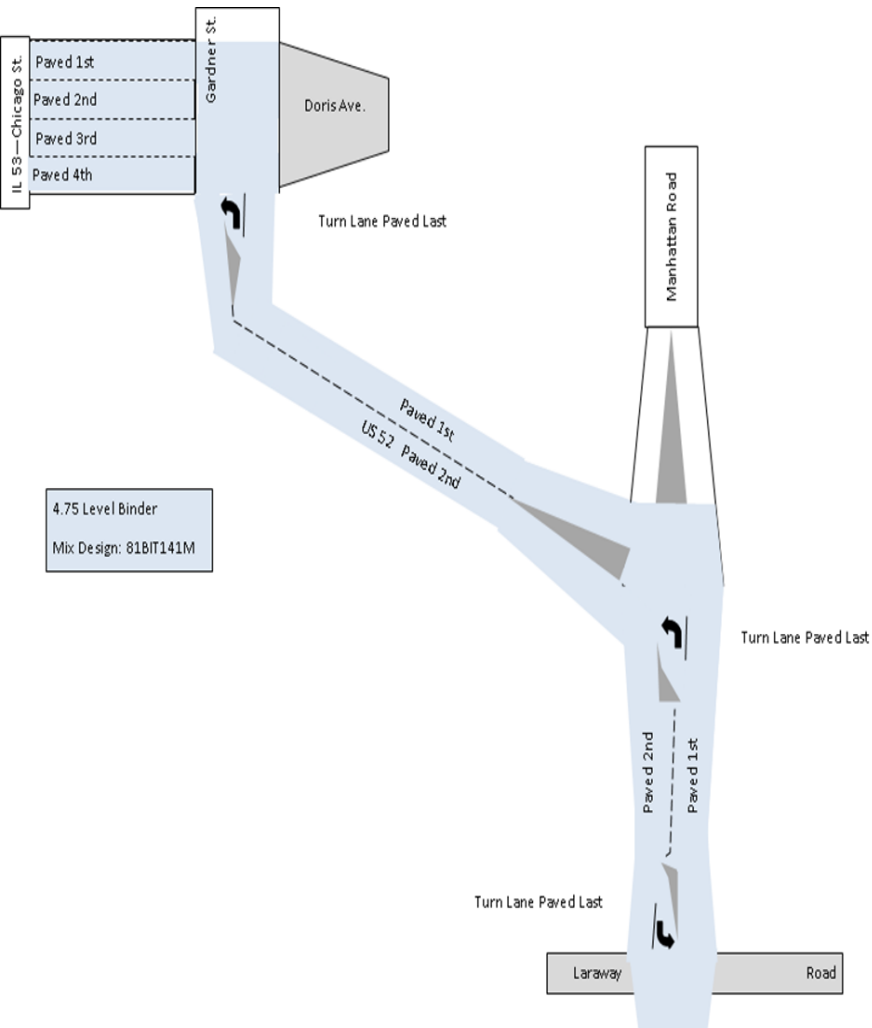 Gardner St.
IL 53—Chicago St.
Paved 1st
Paved 2nd
Paved 3rd
Paved 4th
Doris Ave.
Turn Lane Paved Last
Manhattan Road
Paved 1st
US 52 Paved 2nd
4.75 Level Binder
Mix Design: 81BIT141M
Turn Lane Paved Last
Paved 2nd
Paved 1st
Turn Lane Paved Last
Laraway Road